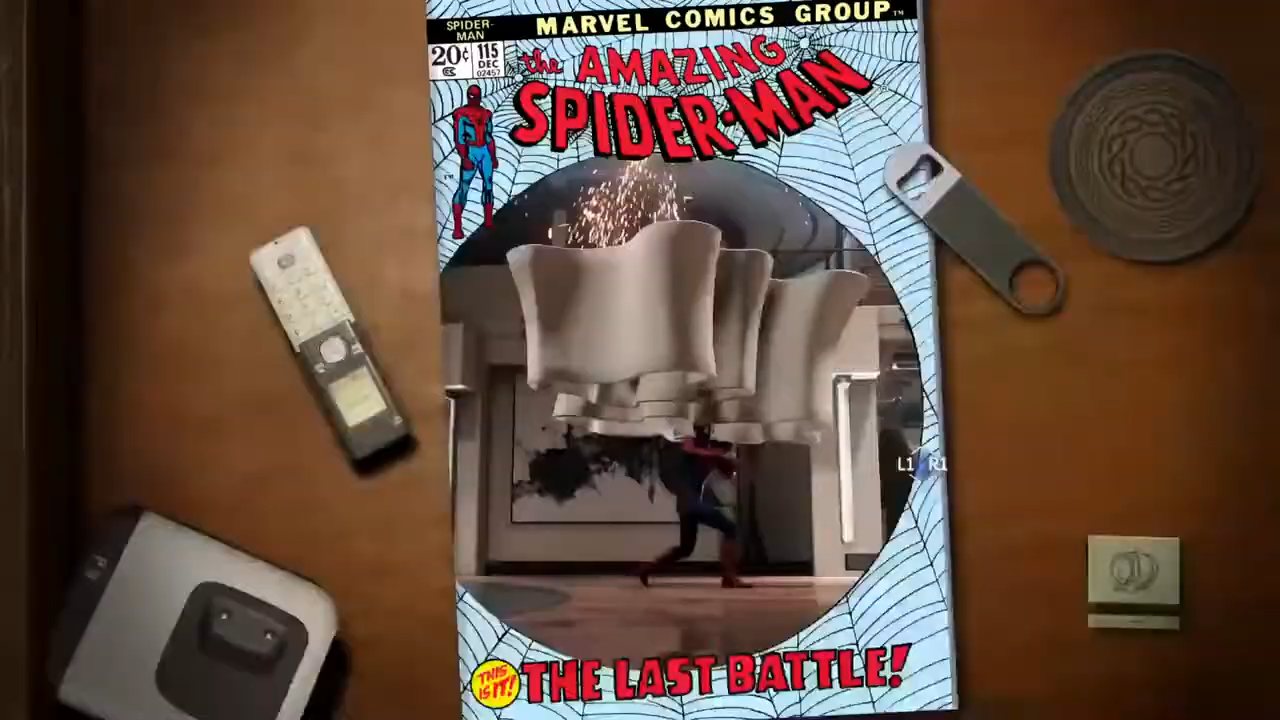 SPIDER-
MAN
MARVEL COMICS GROUP™
20¢
115
DEC
02457
the AMAZING
SPIDER-MAN
L1 R1
THIS
IS IT!
THE LAST BATTLE!